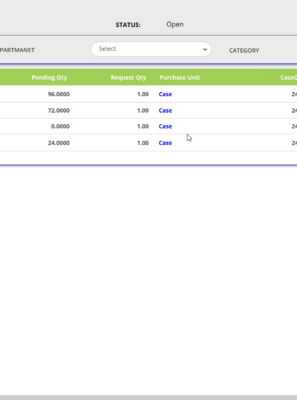 STATUS: Open
PARTMANET Select CATEGORY
Pending Qty Request Qty Purchase Unit CaseQ
96.0000 1.00 Case 24
72.0000 1.00 Case 24
0.0000 1.00 Case 24
24.0000 1.00 Case 24